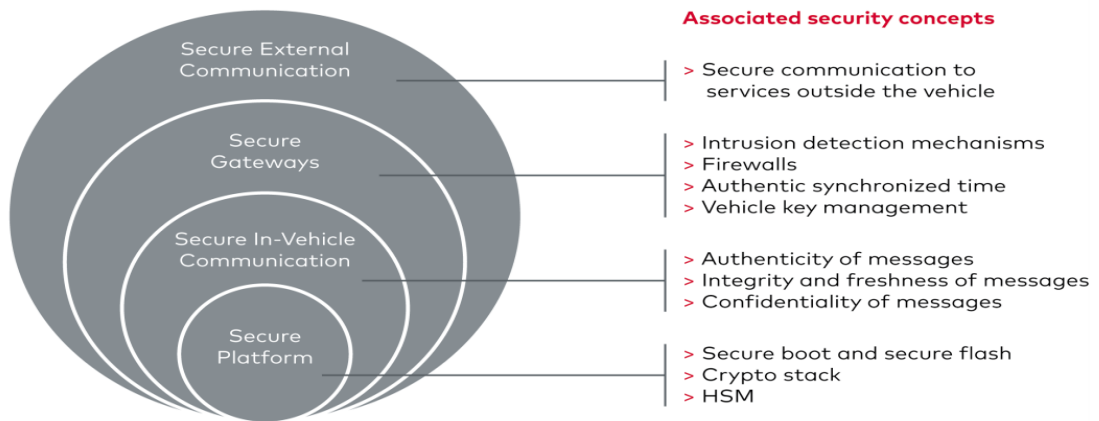 Associated security concepts
Secure External
Communication
> Secure communication to
services outside the vehicle
Secure
Gateways
> Intrusion detection mechanisms
> Firewalls
> Authentic synchronized time
> Vehicle key management
Secure In-Vehicle
Communication
> Authenticity of messages
> Integrity and freshness of messages
> Confidentiality of messages
Secure
Platform
> Secure boot and secure flash
> Crypto stack
> HSM